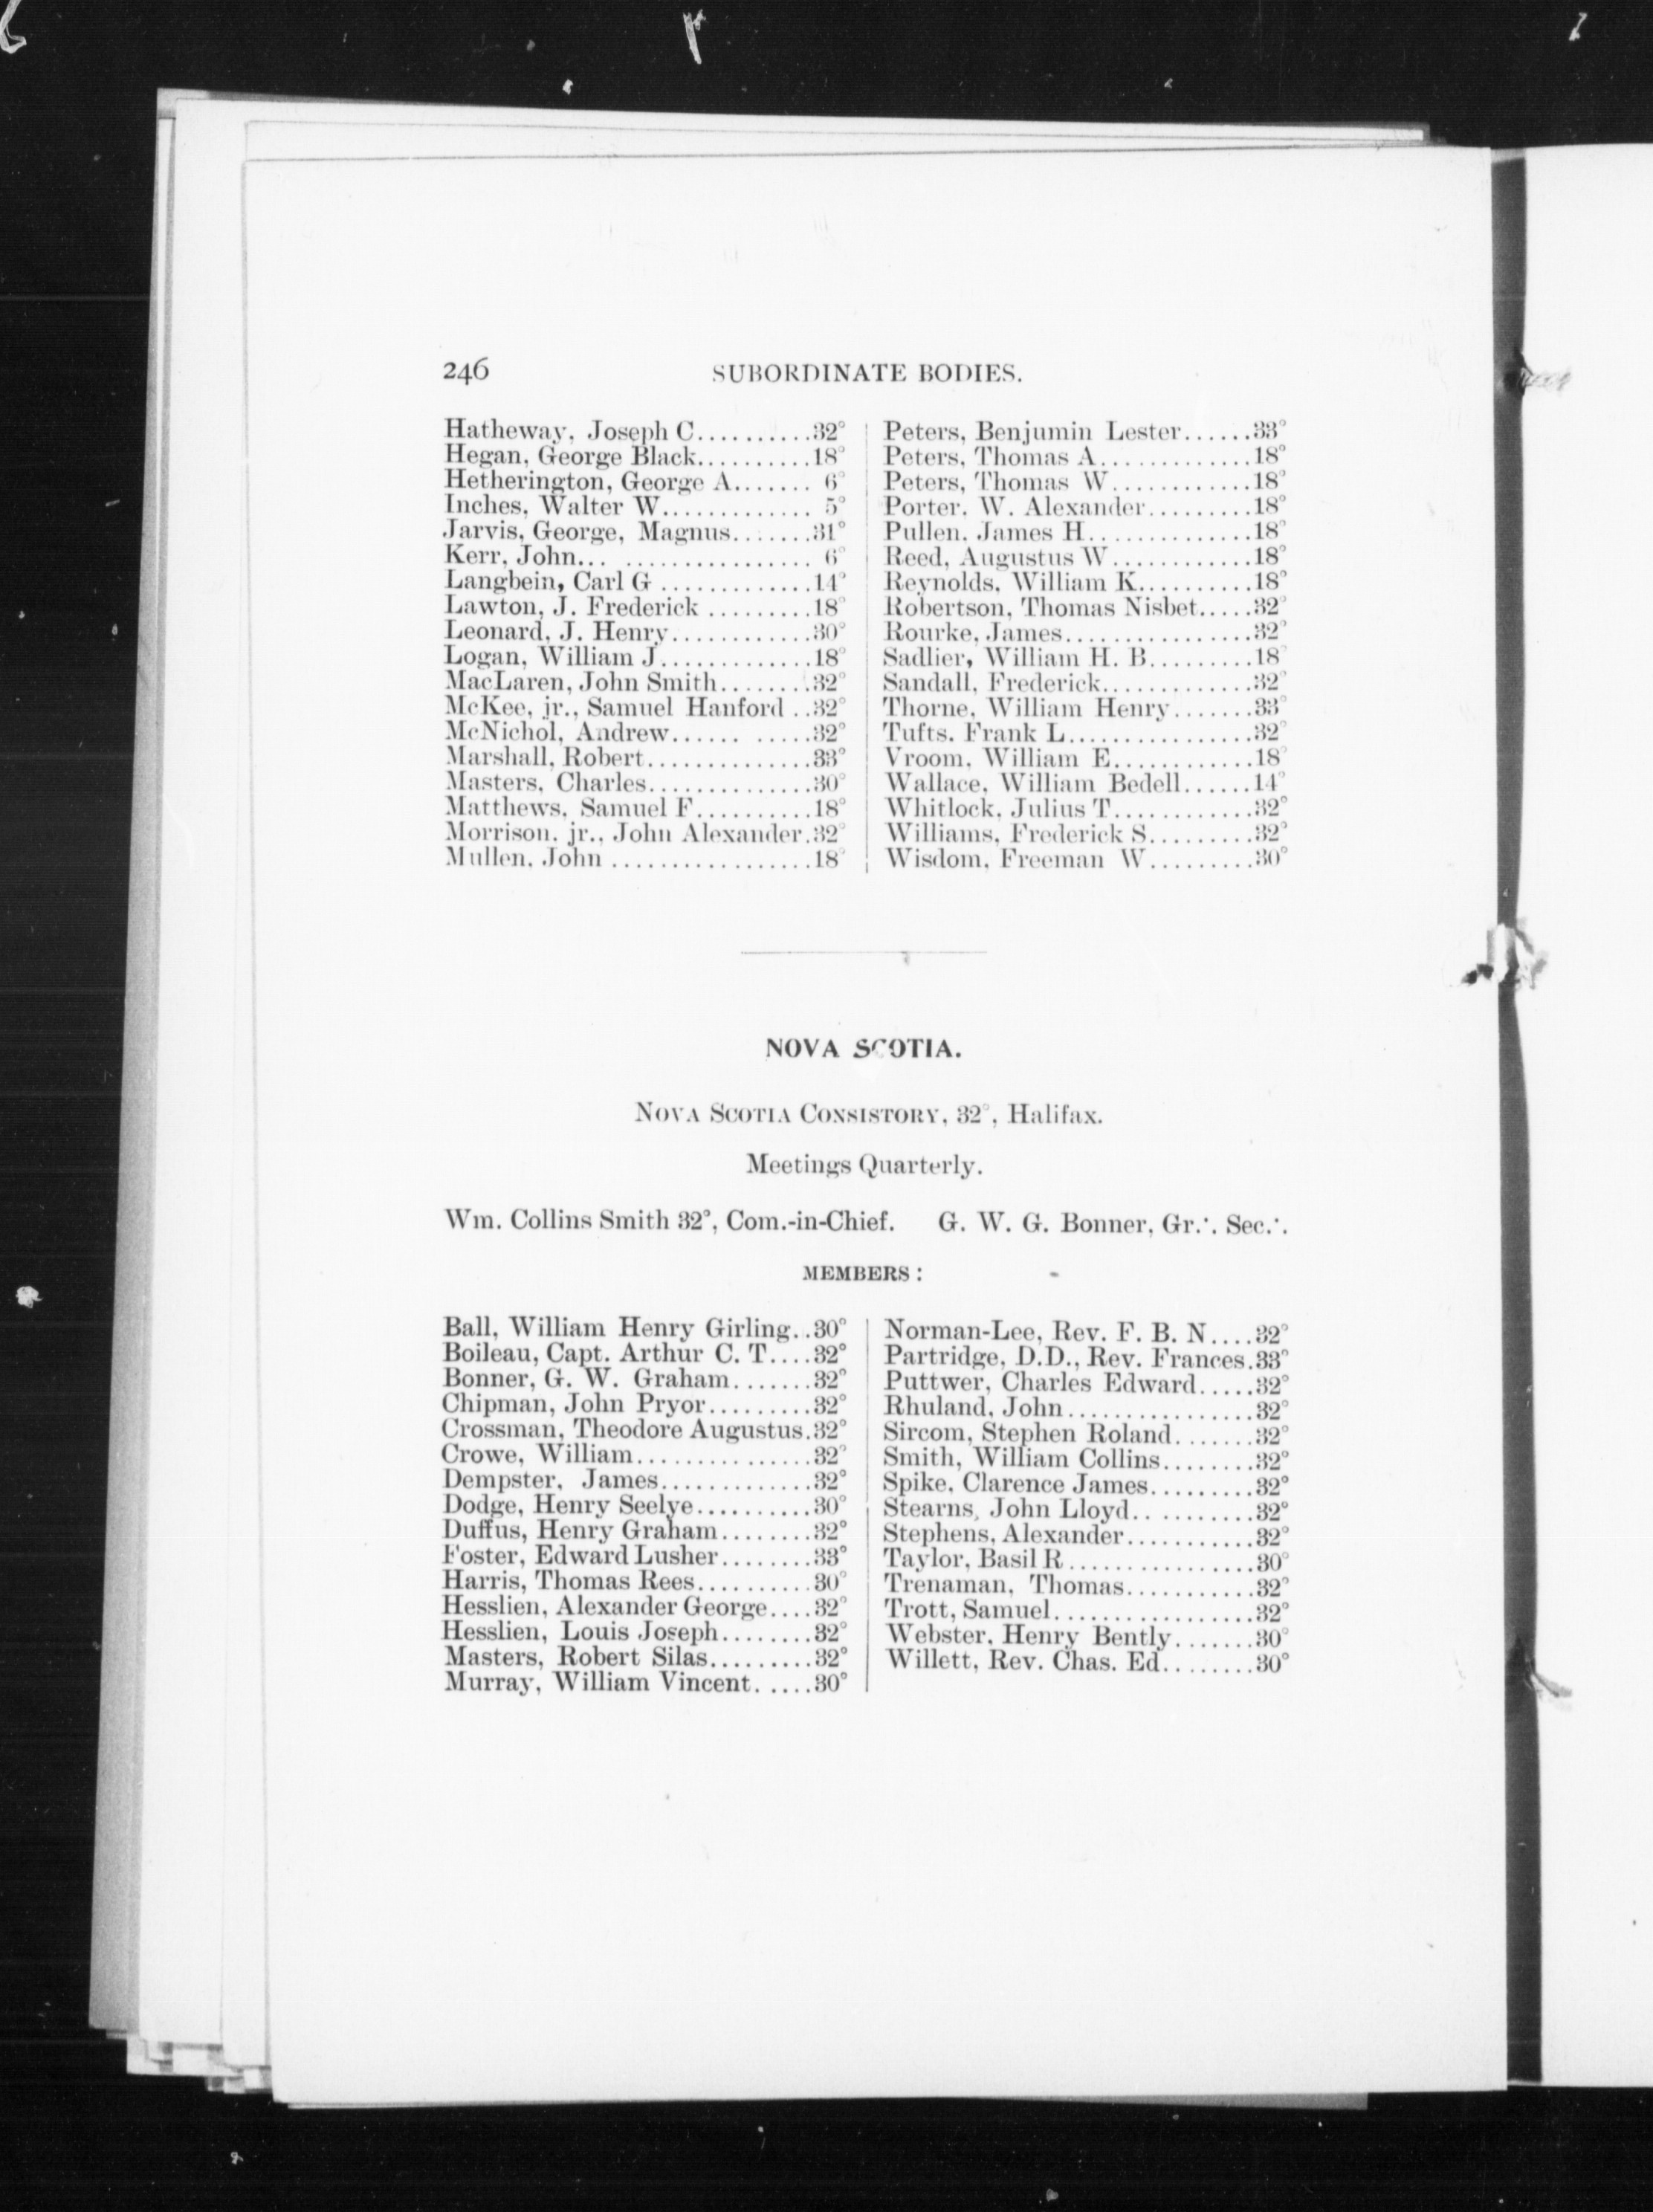 246 SUBORDINATE BODIES.
Hatheway, Joseph C..........32°
Hegan, George Black..........18°
Hetherington, George A....... 6°
Inches, Walter W............. 5°
Jarvis, George, Magnus.......31°
Kerr, John... ................. 6°
Langbein, Carl G .............14°
Lawton, J. Frederick .........18°
Leonard, J. Henry............30°
Logan, William J.............18°
MacLaren, John Smith........32°
McKee, jr., Samuel Hanford ..32°
McNichol, Andrew...... .....32°
Marshall, Robert..............33°
Masters, Charles..............30°
Matthews, Samuel F..........18°
Morrison. jr., John Alexander.32°
Mullen, John .................18°
Peters, Benjumin Lester......33°
Peters, Thomas A.............18°
Peters, Thomas W............18°
Porter. W. Alexander.........18°
Pullen. James H..............18°
Reed, Augustus W............18°
Reynolds, William K..........18°
Robertson, Thomas Nisbet.....32°
Rourke, James................32°
Sadlier, William H. B.........18°
Sandall, Frederick.............32°
Thorne, William Henry.......33°
Tufts. Frank L................32°
Vroom, William E............18°
Wallace, William Bedell......14°
Whitlock, Julius T............32°
Williams, Frederick S.........32°
Wisdom, Freeman W.........30°
NOVA SCOTIA.
NOVA SCOTIA CONSISTORY, 32°, Halifax.
Meetings Quarterly.
Wm. Collins Smith 32°, Com.-in-Chief. G. W. G. Bonner, Gr.∴ Sec.∴
MEMBERS:
Ball, William Henry Girling..30°
Boileau, Capt. Arthur C. T....32°
Bonner, G. W. Graham.......32°
Chipman, John Pryor.........32°
Crossman, Theodore Augustus.32°
Crowe, William...............32°
Dempster, James.............32°
Dodge, Henry Seelye..........30°
Duffus, Henry Graham........32°
Foster, Edward Lusher........33°
Harris, Thomas Rees..........30°
Hesslien, Alexander George....32°
Hesslien, Louis Joseph........32°
Masters, Robert Silas.........32°
Murray, William Vincent. .....30°
Norman-Lee, Rev. F. B. N....32°
Partridge, D.D., Rev. Frances.33°
Puttwer, Charles Edward.....32°
Rhuland, John................32°
Sircom, Stephen Roland.......32°
Smith, William Collins........32°
Spike, Clarence James.........32°
Stearns, John Lloyd.. .........32°
Stephens, Alexander...........32°
Taylor, Basil R................30°
Trenaman, Thomas...........32°
Trott, Samuel.................32°
Webster, Henry Bently.......30°
Willett, Rev. Chas. Ed........30°